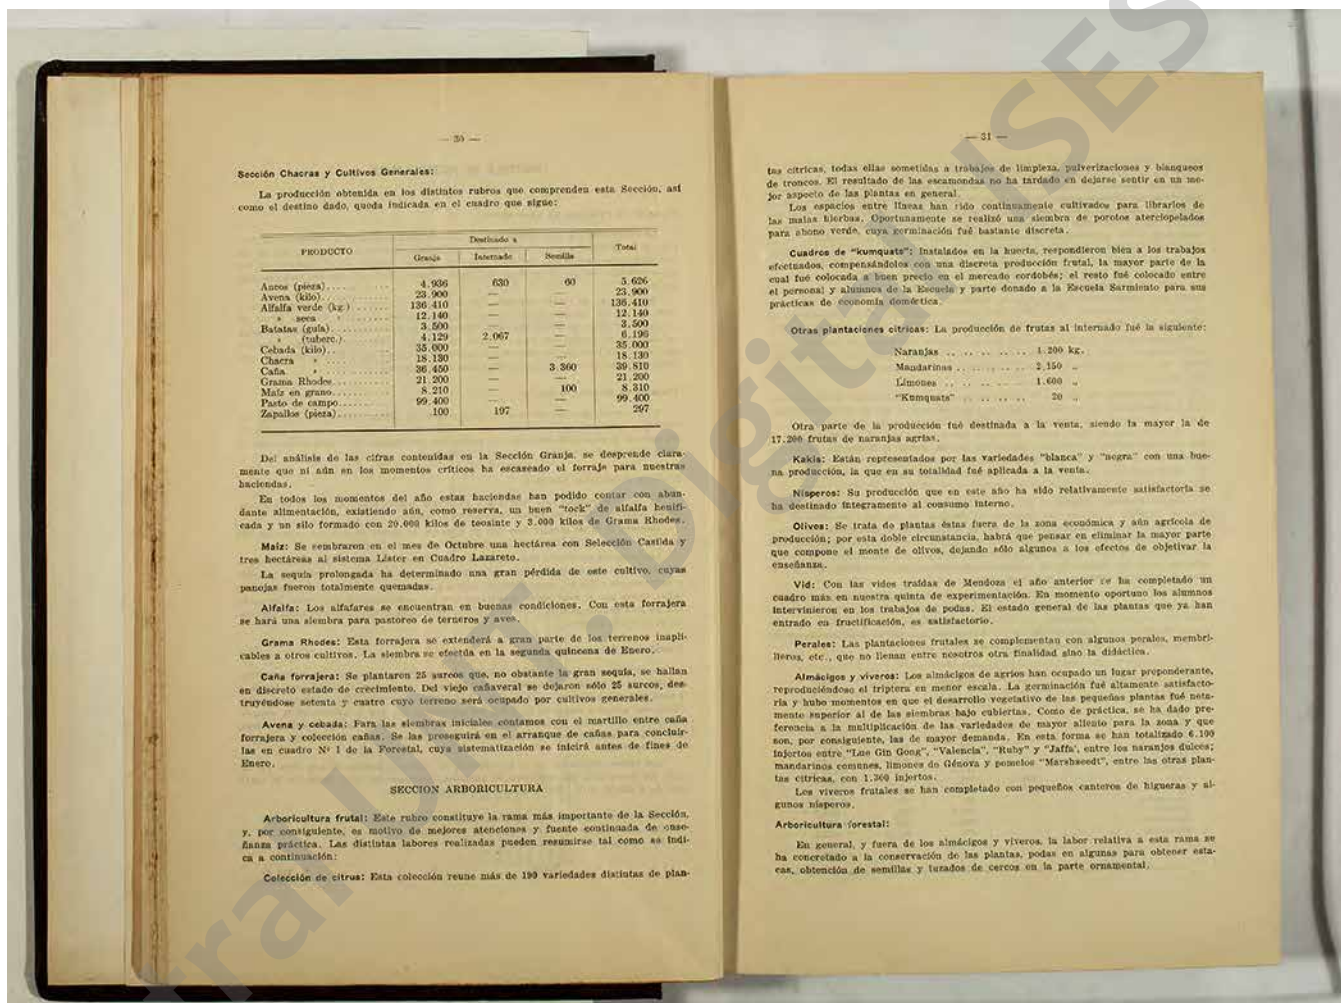 — 30 —
Sección Chacras y Cultivos Generales:
La producción obtenida en los distintos rubros que comprenden esta Sección, así
como el destino dado, queda indicada en el cuadro que sigue:
PRODUCTO Destinado a Total
Granja Internado Semilla
Ancos (pieza) 4.936 630 60 5.626
Avena (kilo) 23.900 — — 23.900
Alfalfa verde (kg.) 136.410 — — 136.410
» seca » 12.140 — — 12.140
Batatas (guía) 3.500 — — 3.500
» (tuberc.) 4.129 2.067 — 6.196
Cebada (kilo) 35.000 — — 35.000
Chacra » 18.130 — — 18.130
Caña » 36.450 — 3.360 39.810
Grama Rhodes 21.200 — — 21.200
Maíz en grano 8.210 — 100 8.310
Pasto de campo 99.400 — — 99.400
Zapallos (pieza) 100 197 — 297
Del análisis de las cifras contenidas en la Sección Granja, se desprende clara-
mente que ni aún en los momentos críticos ha escaseado el forraje para nuestras
haciendas.
En todos los momentos del año estas haciendas han podido contar con abun-
dante alimentación, existiendo aún, como reserva, un buen "tock" de alfalfa henifi-
cada y un silo formado con 20.000 kilos de teosinte y 3.000 kilos de Grama Rhodes.
Maíz: Se sembraron en el mes de Octubre una hectárea con Selección Casilda y
tres hectáreas al sistema Líster en Cuadro Lazareto.
La sequía prolongada ha determinado una gran pérdida de este cultivo, cuyas
panojas fueron totalmente quemadas.
Alfalfa: Los alfafares se encuentran en buenas condiciones. Con esta forrajera
se hará una siembra para pastoreo de terneros y aves.
Grama Rhodes: Esta forrajera se extenderá a gran parte de los terrenos inapli-
cables a otros cultivos. La siembra se efectúa en la segunda quincena de Enero.
Caña forrajera: Se plantaron 25 surcos que, no obstante la gran sequía, se hallan
en discreto estado de crecimiento. Del viejo cañaveral se dejaron sólo 25 surcos, des-
truyéndose setenta y cuatro cuyo terreno será ocupado por cultivos generales.
Avena y cebada: Para las siembras iniciales contamos con el martillo entre caña
forrajera y colección cañas. Se las proseguirá en el arranque de cañas para concluir-
las en cuadro Nº 1 de la Forestal, cuya sistematización se inicirá antes de fines de
Enero.
SECCION ARBORICULTURA
Arboricultura frutal: Este rubro constituye la rama más importante de la Sección,
y, por consiguiente, es motivo de mejores atenciones y fuente continuada de ense-
ñanza práctica. Las distintas labores realizadas pueden resumirse tal como se indi-
ca a continuación:
Colección de citrus: Esta colección reune más de 190 variedades distintas de plan-
— 31 —
tas cítricas, todas ellas sometidas a trabajos de limpieza, pulverizaciones y blanqueos
de troncos. El resultado de las escamondas no ha tardado en dejarse sentir en un me-
jor aspecto de las plantas en general.
Los espacios entre líneas han sido continuamente cultivados para librarlos de
las malas hierbas. Oportunamente se realizó una siembra de porotos aterciopelados
para abono verde, cuya germinación fué bastante discreta.
Cuadros de "kumquats": Instalados en la huerta, respondieron bien a los trabajos
efectuados, compensándolos con una discreta producción frutal, la mayor parte de la
cual fué colocada a buen precio en el mercado cordobés; el resto fué colocado entre
el personal y alumnos de la Escuela y parte donado a la Escuela Sarmiento para sus
prácticas de economía doméctica.
Otras plantaciones cítricas: La producción de frutas al internado fué la siguiente:
Naranjas .. .. .. .. .. 1.200 kg.
Mandarinas .. .. .. .. 2.150 „
Limones .. .. .. .. .. 1.600 „
"Kumquats" .. .. .. .. 20 „
Otra parte de la producción fué destinada a la venta, siendo la mayor la de
17.200 frutas de naranjas agrias.
Kakis: Están representados por las variedades "blanca" y "negra" con una bue-
na producción, la que en su totalidad fué aplicada a la venta.
Nísperos: Su producción que en este año ha sido relativamente satisfactoria se
ha destinado íntegramente al consumo interno.
Olivos: Se trata de plantas éstas fuera de la zona económica y aún agrícola de
producción; por esta doble circunstancia, habrá que pensar en eliminar la mayor parte
que compone el monte de olivos, dejando sólo algunos a los efectos de objetivar la
enseñanza.
Vid: Con las vides traídas de Mendoza el año anterior se ha completado un
cuadro más en nuestra quinta de experimentación. En momento oportuno los alumnos
intervinieron en los trabajos de podas. El estado general de las plantas que ya han
entrado en fructificación, es satisfactorio.
Perales: Las plantaciones frutales se complementan con algunos perales, membri-
lleros, etc., que no llenan entre nosotros otra finalidad sino la didáctica.
Almácigos y viveros: Los almácigos de agrios han ocupado un lugar preponderante,
reproduciéndose el triptera en menor escala. La germinación fué altamente satisfacto-
ria y hubo momentos en que el desarrollo vegetativo de las pequeñas plantas fué neta-
mente superior al de las siembras bajo cubiertas. Como de práctica, se ha dado pre-
ferencia a la multiplicación de las variedades de mayor aliento para la zona y que
son, por consiguiente, las de mayor demanda. En esta forma se han totalizado 6.100
injertos entre "Lue Gin Gong", "Valencia", "Ruby" y "Jaffa', entre los naranjos dulces;
mandarinos comunes, limones de Génova y pomelos "Marshseedt", entre las otras plan-
tas cítricas, con 1.300 injertos.
Los viveros frutales se han completado con pequeños canteros de higueras y al-
gunos nísperos.
Arboricultura forestal:
En general, y fuera de los almácigos y viveros, la labor relativa a esta rama se
ha concretado a la conservación de las plantas, podas en algunas para obtener esta-
cas, obtención de semillas y tuzados de cercos en la parte ornamental.